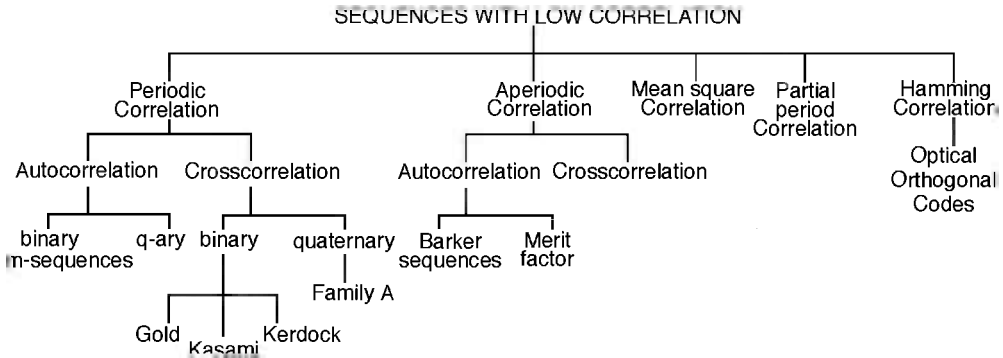 SEQUENCES WITH LOW CORRELATION
Periodic
Correlation
Aperiodic
Correlation
Mean square
Correlation
Partial
period
Correlation
Hamming
Correlation
Autocorrelation
Crosscorrelation
Autocorrelation
Crosscorrelation
Optical
Orthogonal
Codes
binary
m-sequences
q-ary
binary
quaternary
Barker
sequences
Merit
factor
Family A
Gold
Kasami
Kerdock